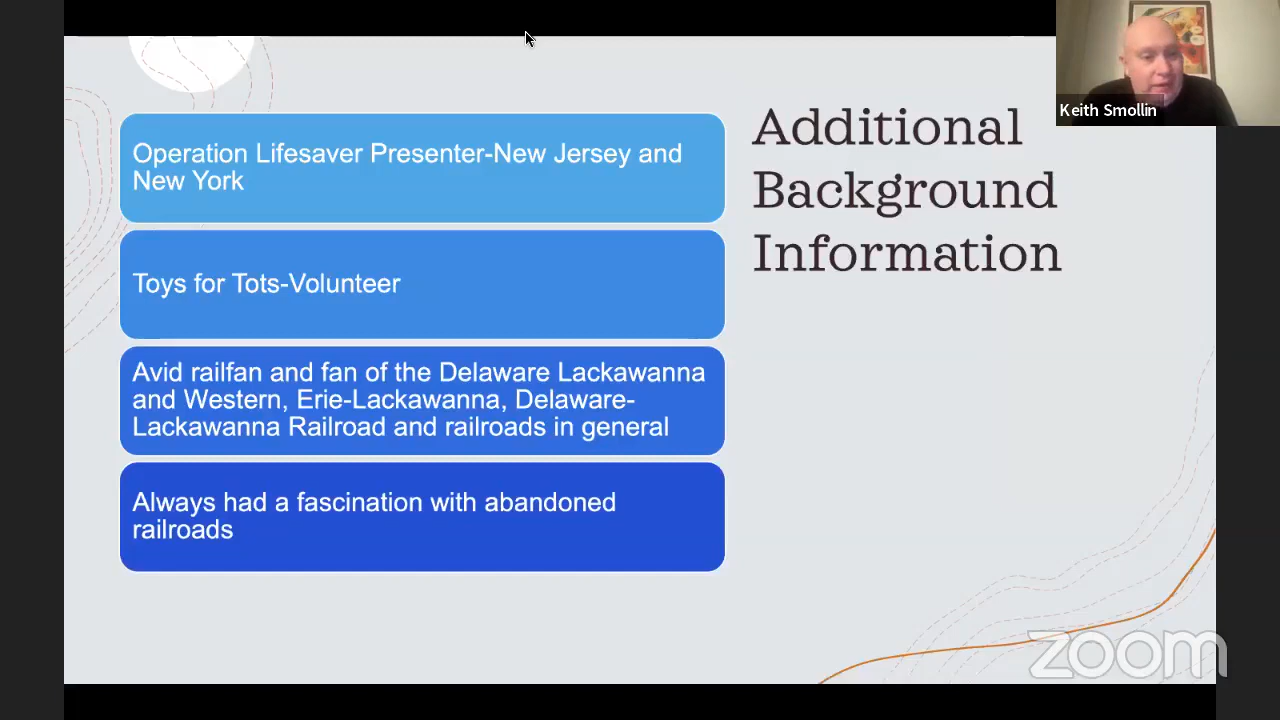 Additional
Background
Information
Keith Smollin
Operation Lifesaver Presenter-New Jersey and
New York
Toys for Tots-Volunteer
Avid railfan and fan of the Delaware Lackawanna
and Western, Erie-Lackawanna, Delaware-
Lackawanna Railroad and railroads in general
Always had a fascination with abandoned
railroads
zoom